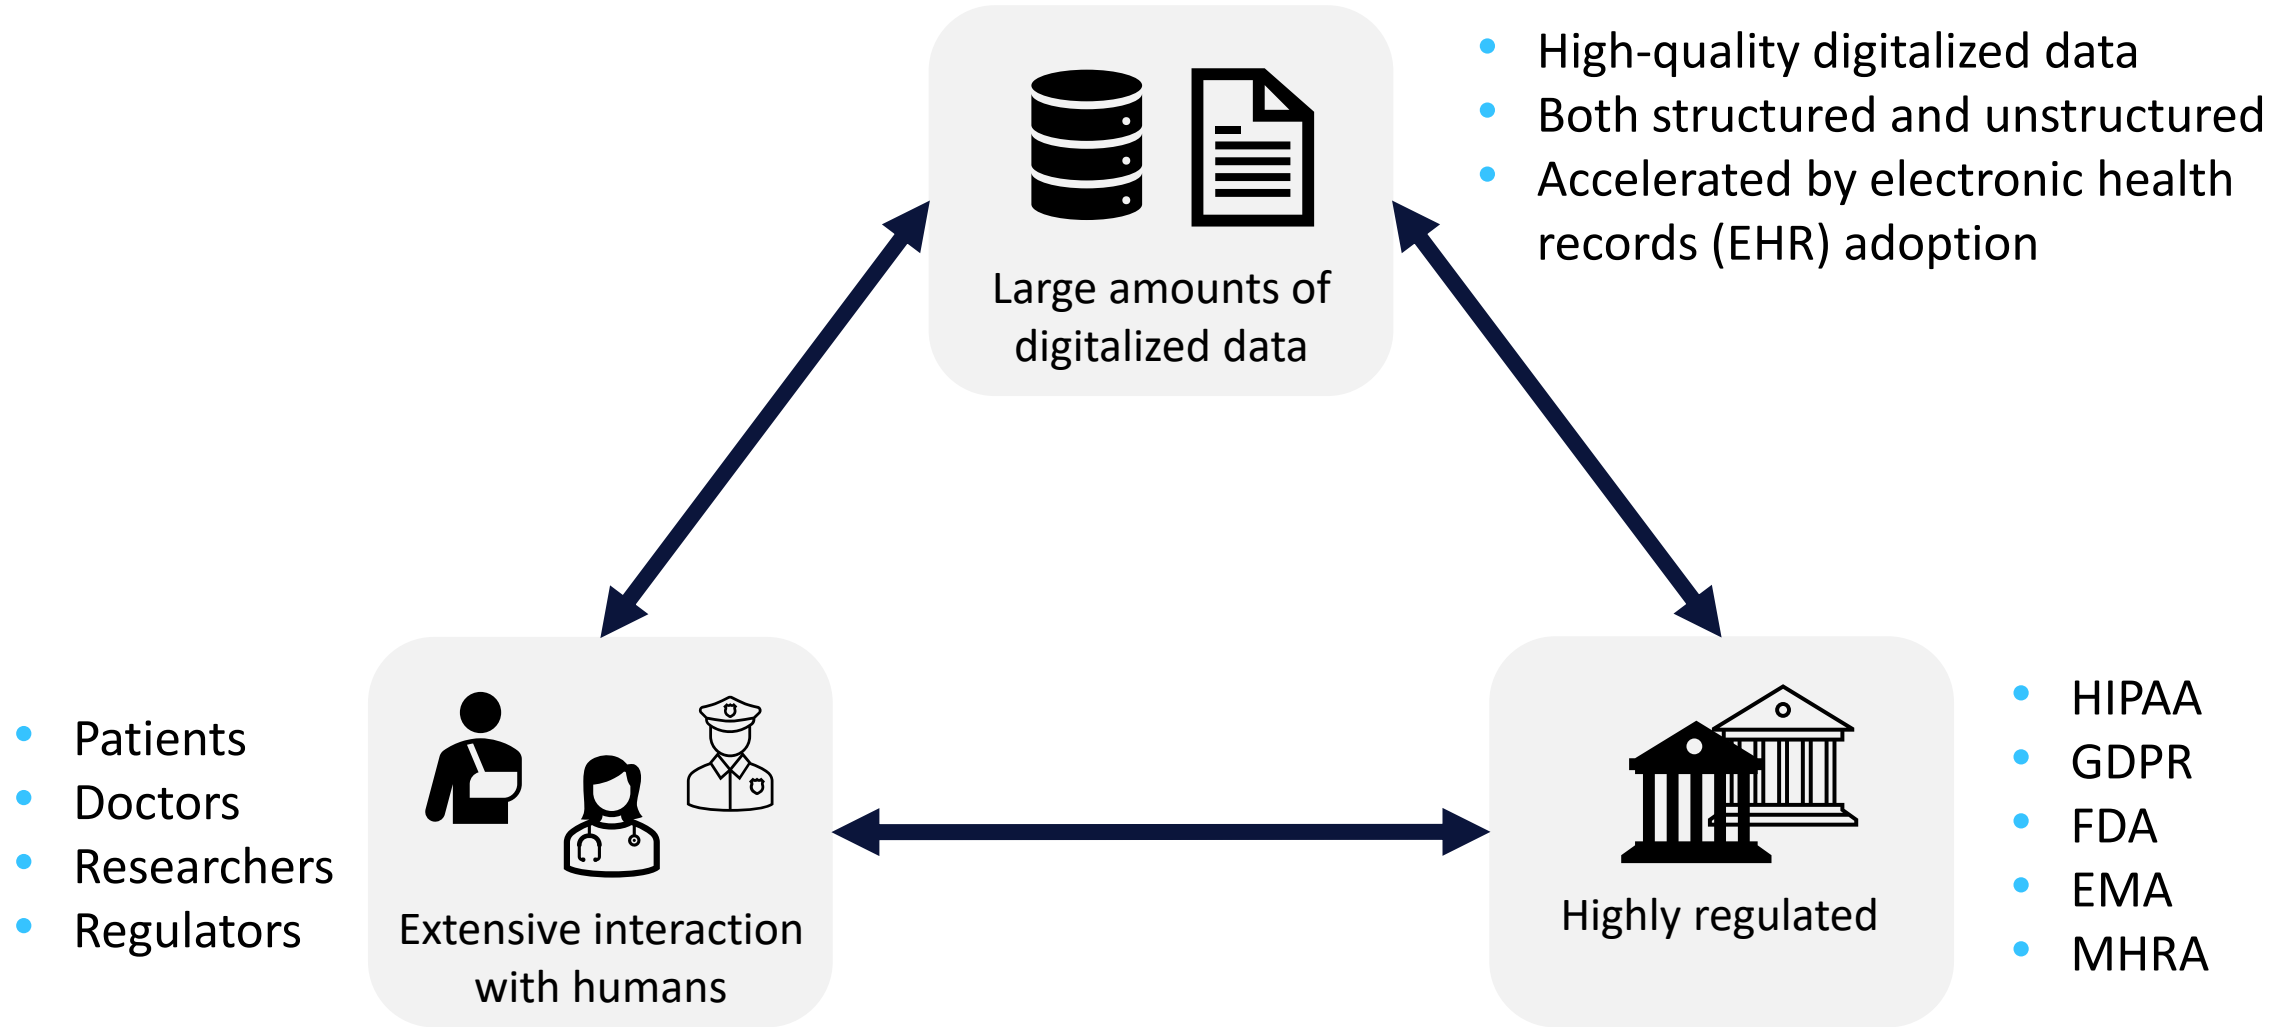 High-quality digitalized data
Both structured and unstructured
Accelerated by electronic health
records (EHR) adoption
Large amounts of
digitalized data
Patients
Doctors
Researchers
Regulators
Extensive interaction
with humans
Highly regulated
HIPAA
GDPR
FDA
EMA
MHRA